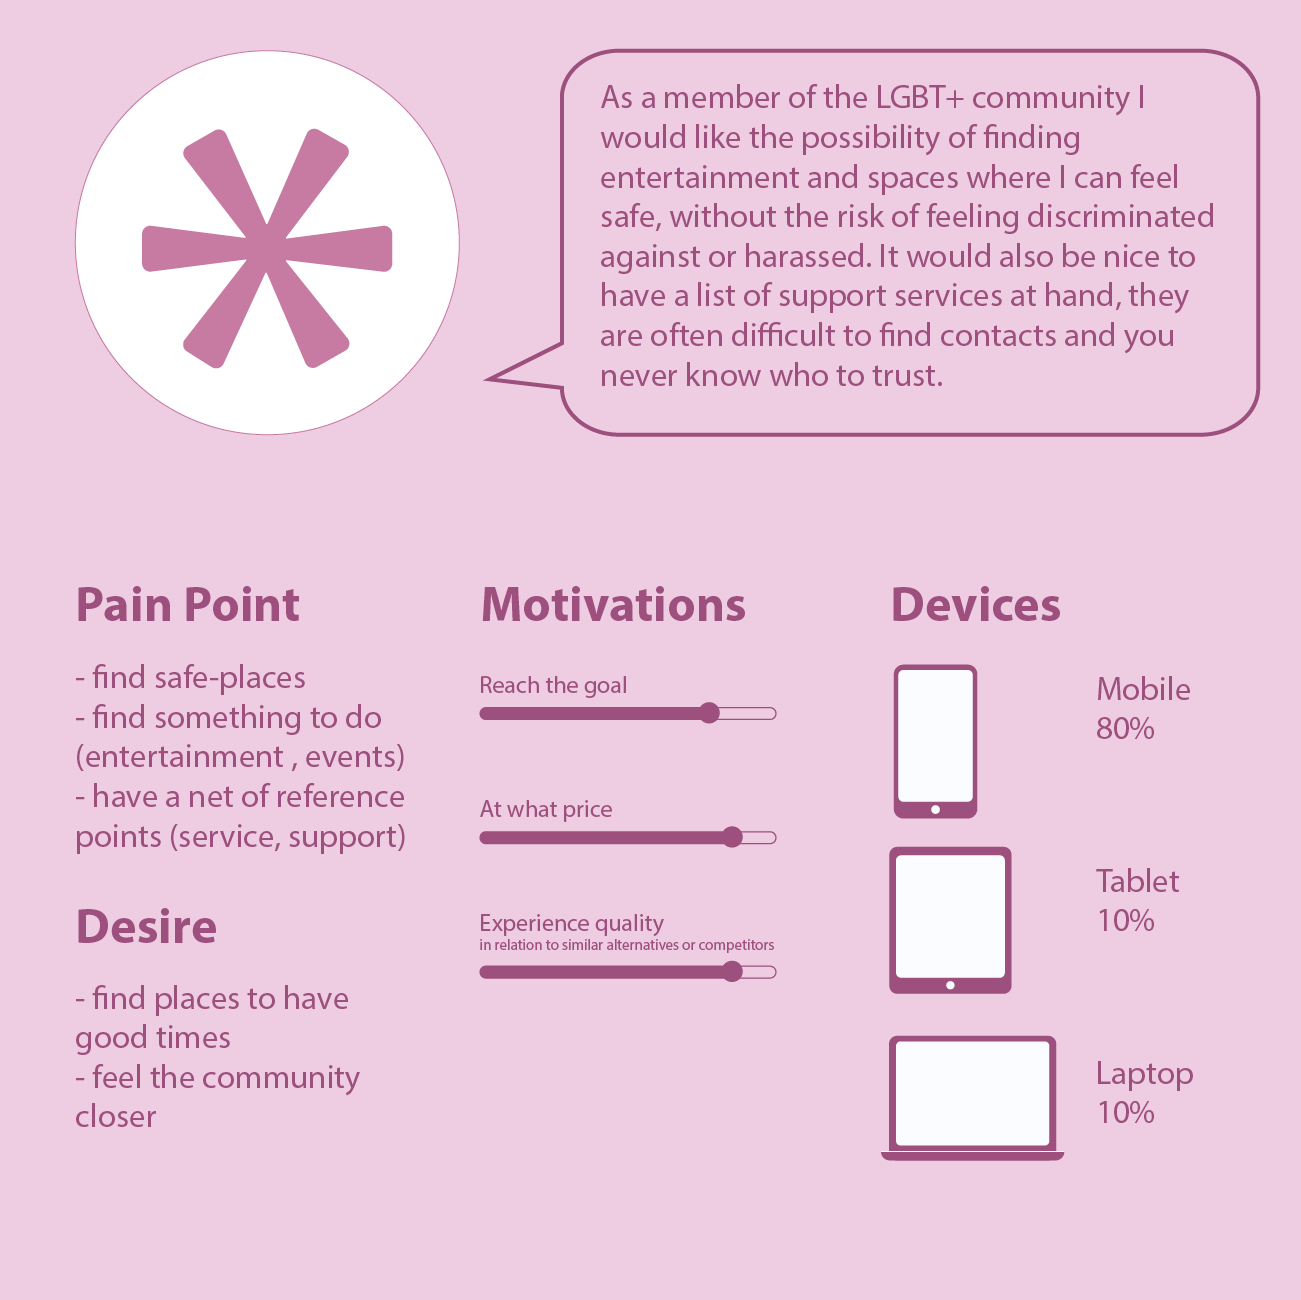 As a member of the LGBT+ community I
would like the possibility of finding
entertainment and spaces where I can feel
safe, without the risk of feeling discriminated
against or harassed. It would also be nice to
have a list of support services at hand, they
are often difficult to find contacts and you
never know who to trust.
Pain Point
- find safe-places
- find something to do
(entertainment , events)
- have a net of reference
points (service, support)
Desire
- find places to have
good times
- feel the community
closer
Motivations
Reach the goal
At what price
Experience quality
in relation to similar alternatives or competitors
Devices
Mobile
80%
Tablet
10%
Laptop
10%